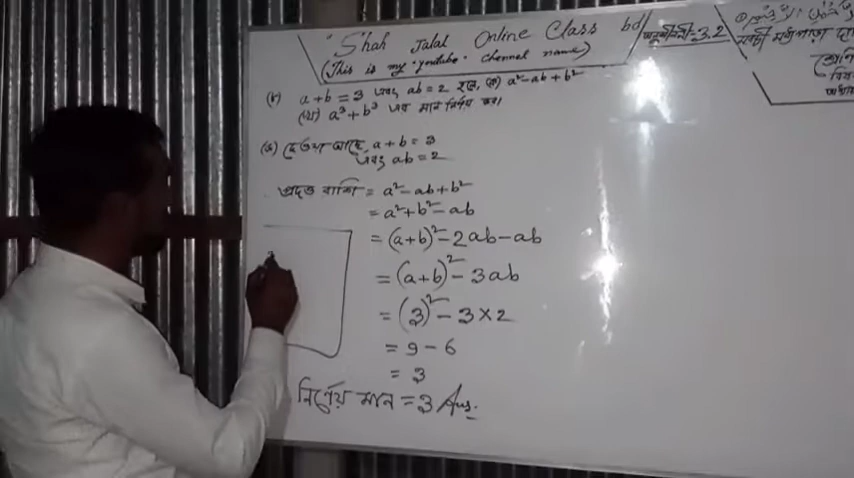 "Shah Jalal Online Class bd
(This is my youtube channel name)
অনুশীলনী=3.2
(৮) a+b=3 এবং ab=2 হলে, (ক) a²-ab+b²
(খ) a³+b³ এর মান নির্ণয় কর।
(ক) দেওয়া আছে, a+b=3
এবং ab=2
প্রদত্ত রাশি = a²-ab+b²
= a²+b²-ab
= (a+b)²-2ab-ab
= (a+b)²-3ab
= (3)²-3×2
= 9-6
= 3
নির্ণেয় মান =3 Ans.